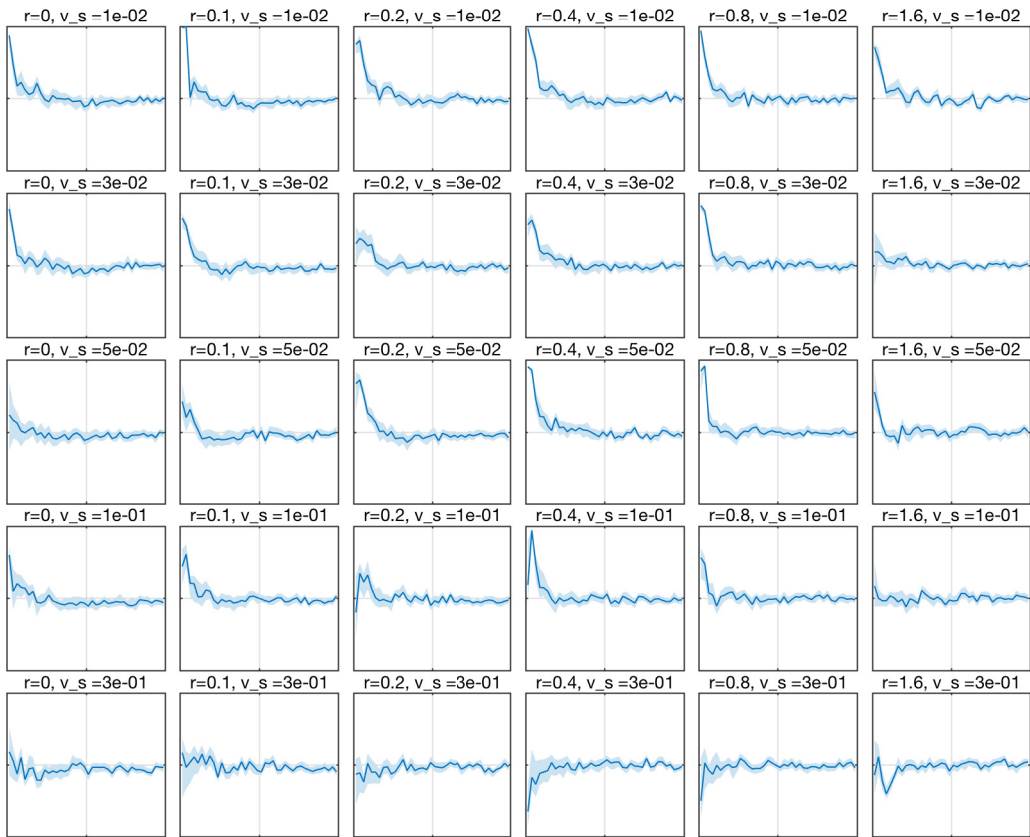 r=0, v_s =1e-02
r=0.1, v_s =1e-02
r=0.2, v_s =1e-02
r=0.4, v_s =1e-02
r=0.8, v_s =1e-02
r=1.6, v_s =1e-02
r=0, v_s =3e-02
r=0.1, v_s =3e-02
r=0.2, v_s =3e-02
r=0.4, v_s =3e-02
r=0.8, v_s =3e-02
r=1.6, v_s =3e-02
r=0, v_s =5e-02
r=0.1, v_s =5e-02
r=0.2, v_s =5e-02
r=0.4, v_s =5e-02
r=0.8, v_s =5e-02
r=1.6, v_s =5e-02
r=0, v_s =1e-01
r=0.1, v_s =1e-01
r=0.2, v_s =1e-01
r=0.4, v_s =1e-01
r=0.8, v_s =1e-01
r=1.6, v_s =1e-01
r=0, v_s =3e-01
r=0.1, v_s =3e-01
r=0.2, v_s =3e-01
r=0.4, v_s =3e-01
r=0.8, v_s =3e-01
r=1.6, v_s =3e-01